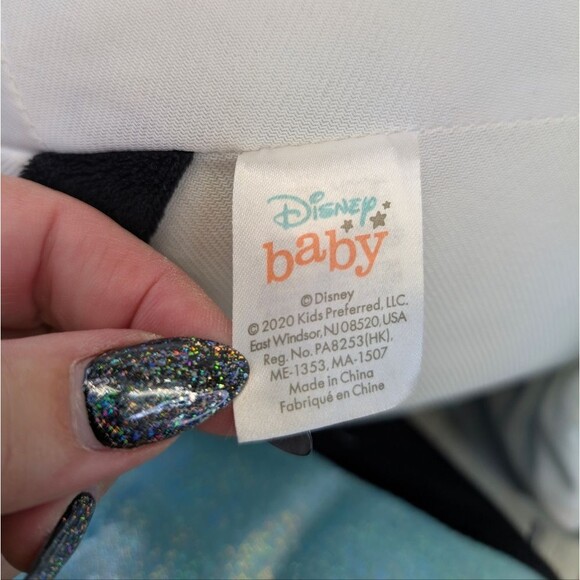 Disney
baby
© Disney
© 2020 Kids Preferred, LLC.
East Windsor, NJ 08520, USA
Reg. No. PA8253(HK),
ME-1353, MA-1507
Made in China
Fabriqué en Chine